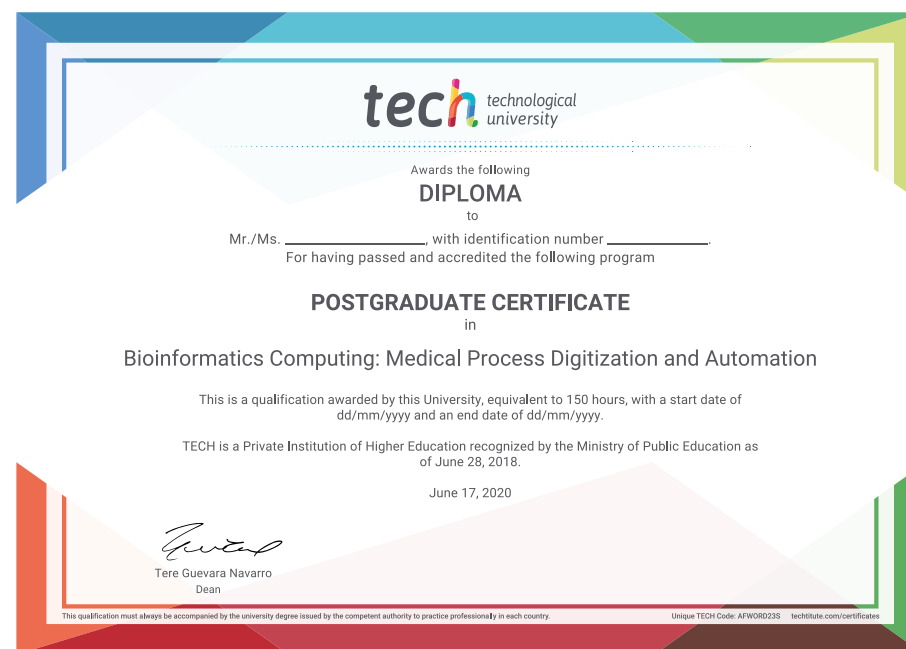 tech technological
university
Awards the following
DIPLOMA
to
Mr./Ms. ____________, with identification number ____________.
For having passed and accredited the following program
POSTGRADUATE CERTIFICATE
in
Bioinformatics Computing: Medical Process Digitization and Automation
This is a qualification awarded by this University, equivalent to 150 hours, with a start date of
dd/mm/yyyy and an end date of dd/mm/yyyy.
TECH is a Private Institution of Higher Education recognized by the Ministry of Public Education as
of June 28, 2018.
June 17, 2020
Tere Guevara Navarro
Dean
This qualification must always be accompanied by the university degree issued by the competent authority to practice professionally in each country.
Unique TECH Code: AFWORD23S techtitute.com/certificates